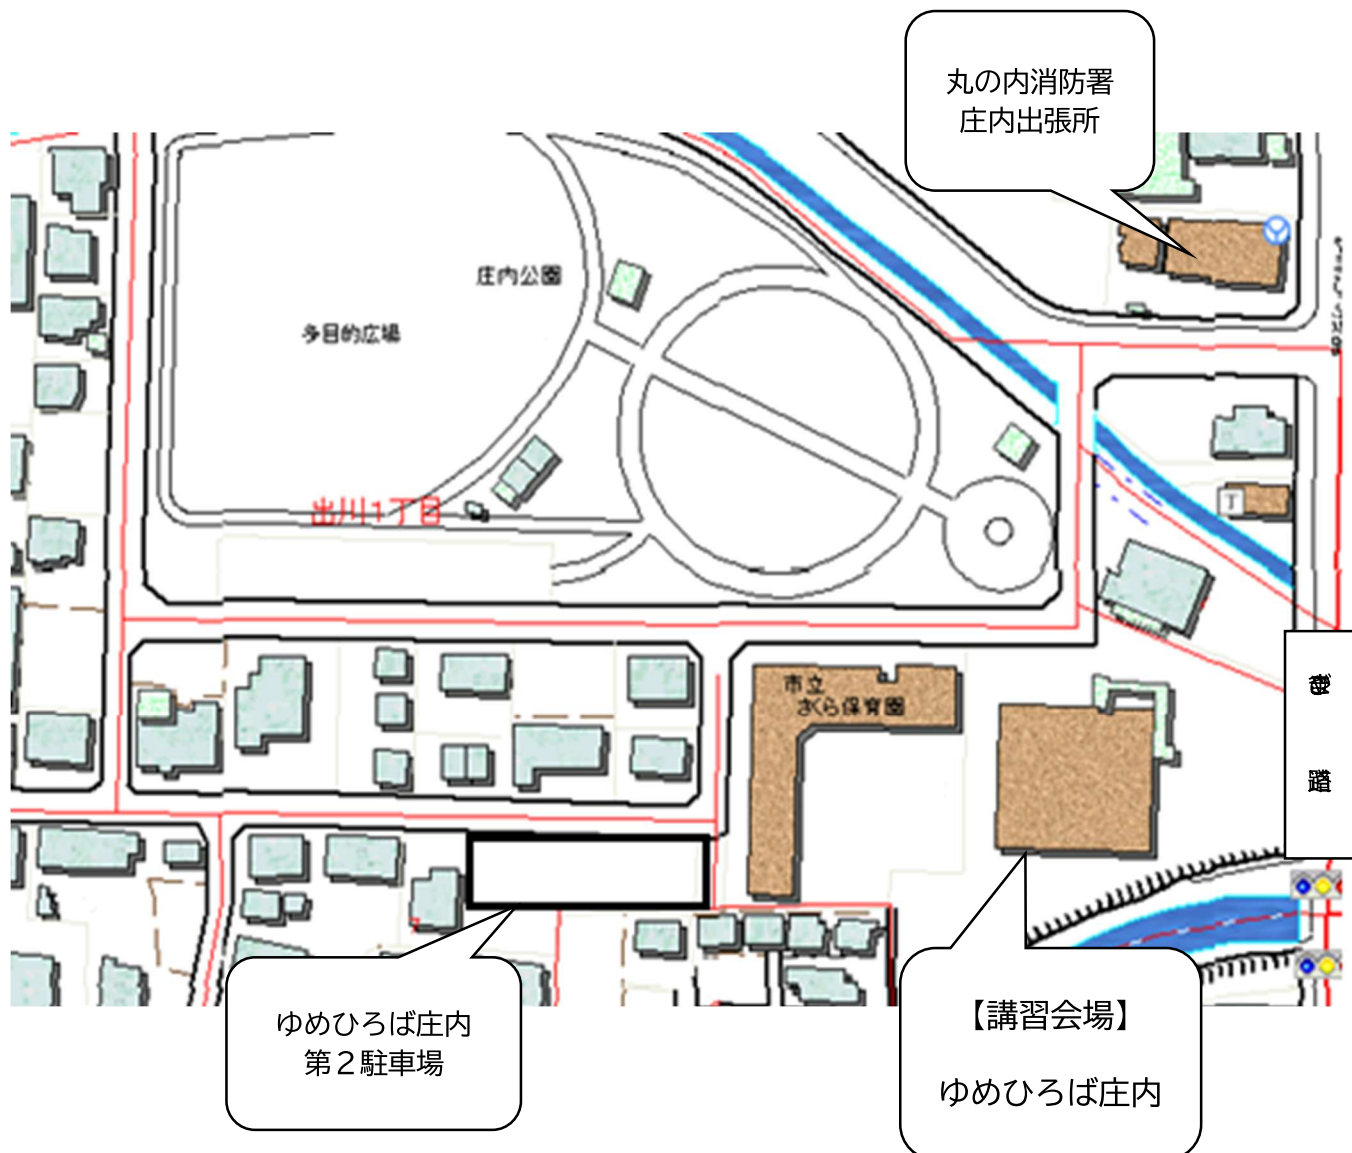 丸の内消防署
庄内出張所
庄内公園
多目的広場
出川1丁目
市立
さくら保育園
ゆめひろば庄内
第２駐車場
【講習会場】
ゆめひろば庄内